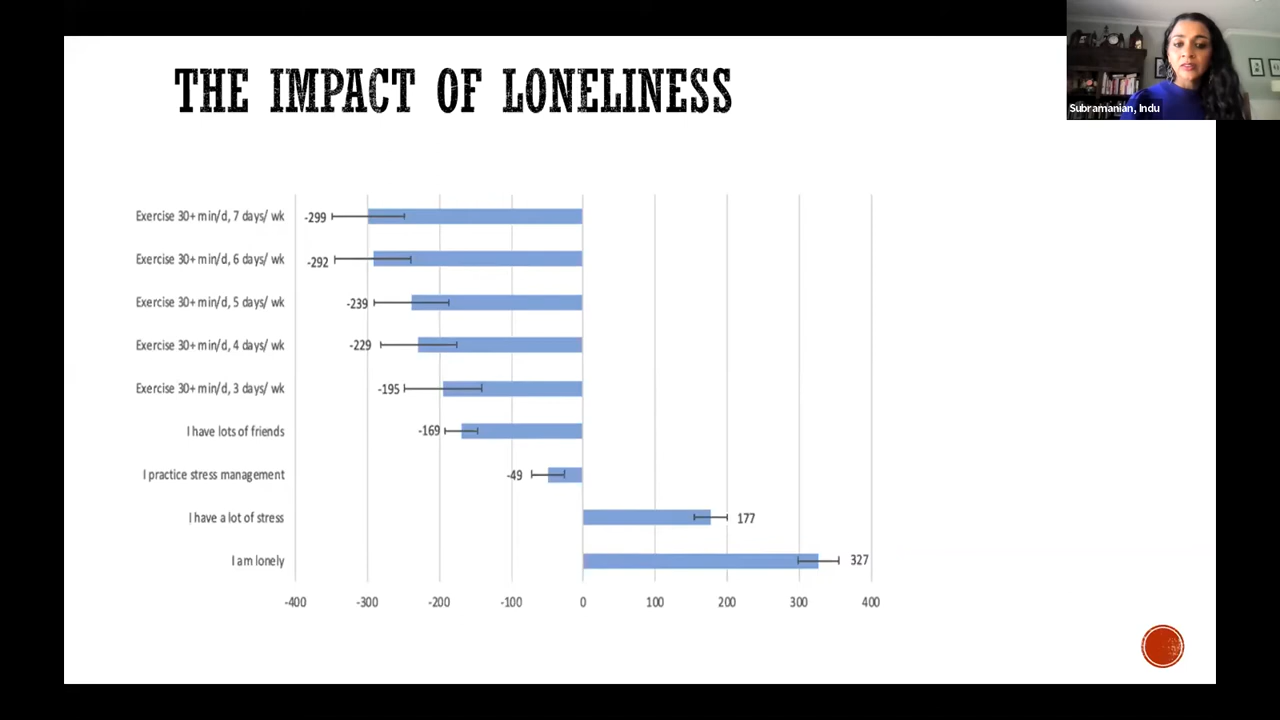 THE IMPACT OF LONELINESS
Subramanian, Indu
Exercise 30+ min/d, 7 days/ wk -299
Exercise 30+ min/d, 6 days/ wk -292
Exercise 30+ min/d, 5 days/ wk -239
Exercise 30+ min/d, 4 days/ wk -229
Exercise 30+ min/d, 3 days/ wk -195
I have lots of friends -169
I practice stress management -49
I have a lot of stress 177
I am lonely 327
-400 -300 -200 -100 0 100 200 300 400